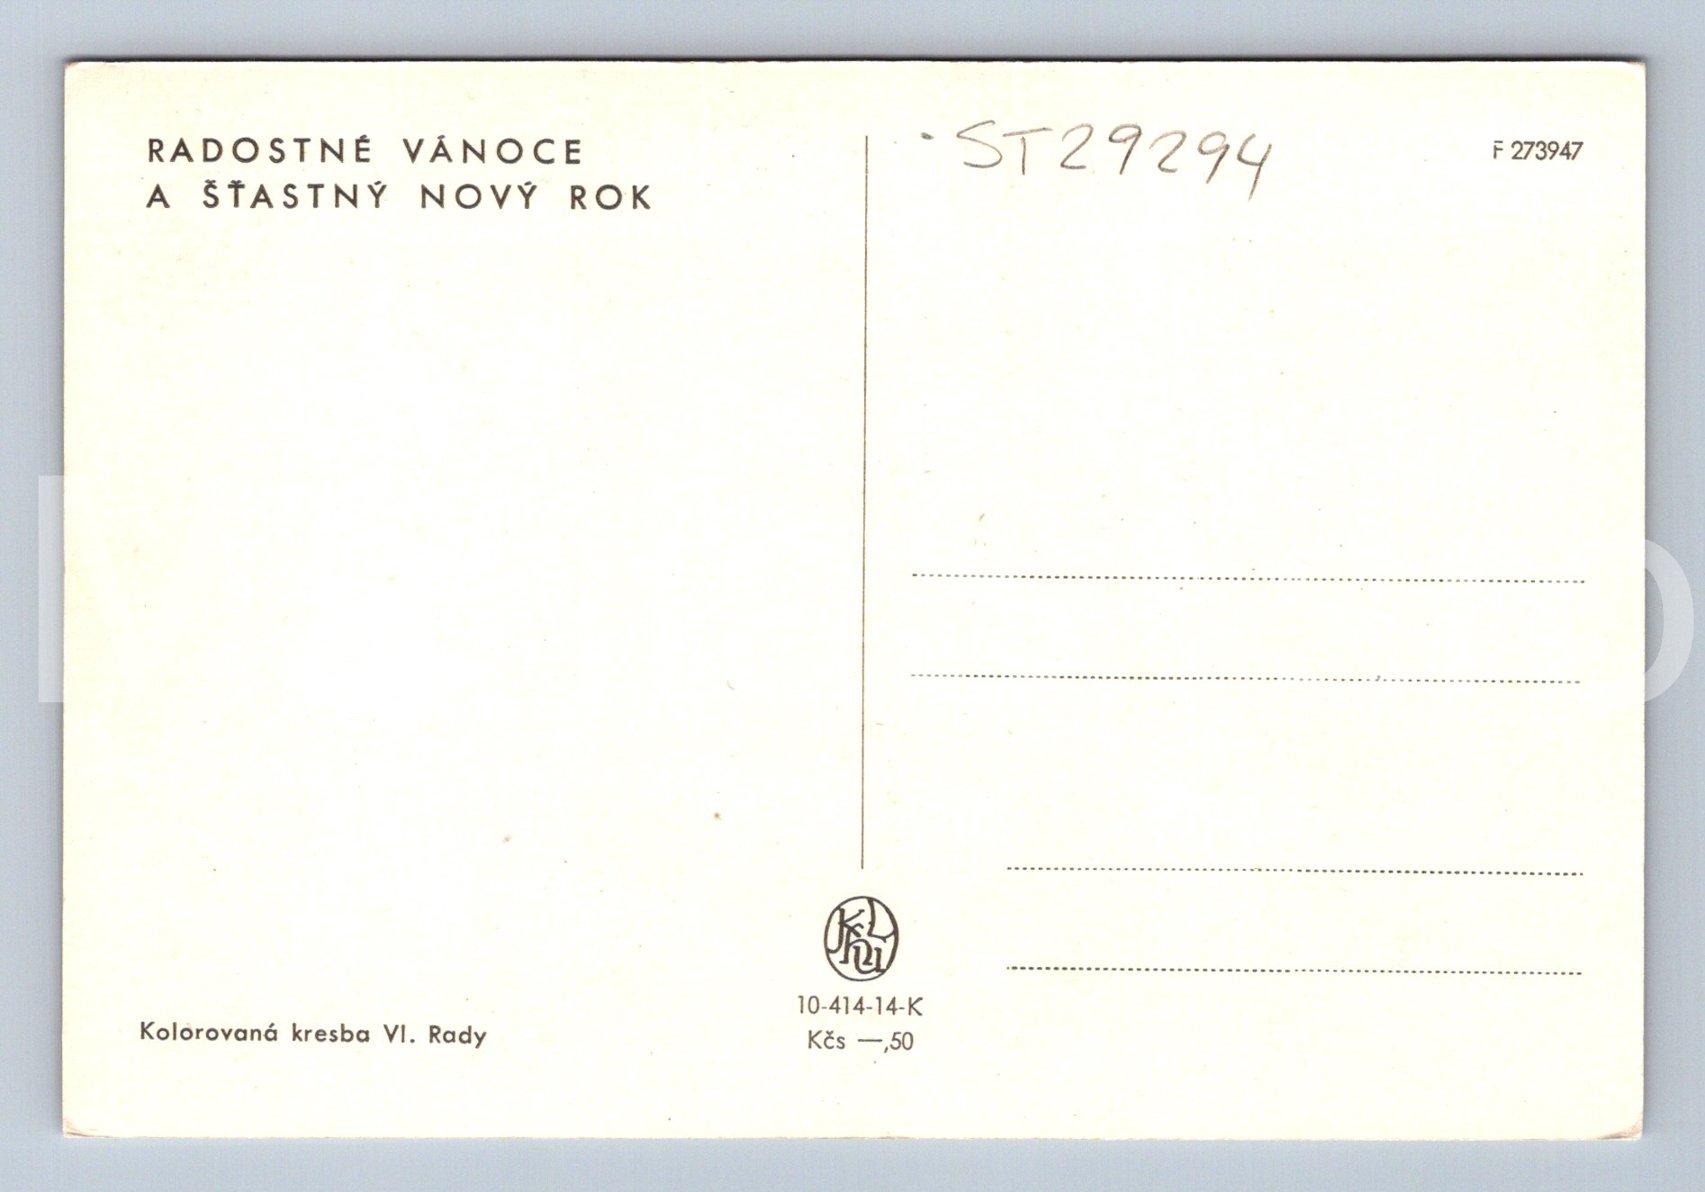 RADOSTNÉ VÁNOCE
A ŠŤASTNÝ NOVÝ ROK
ST29294
F 273947
Kolorovaná kresba Vl. Rady
10-414-14-K
Kčs —,50